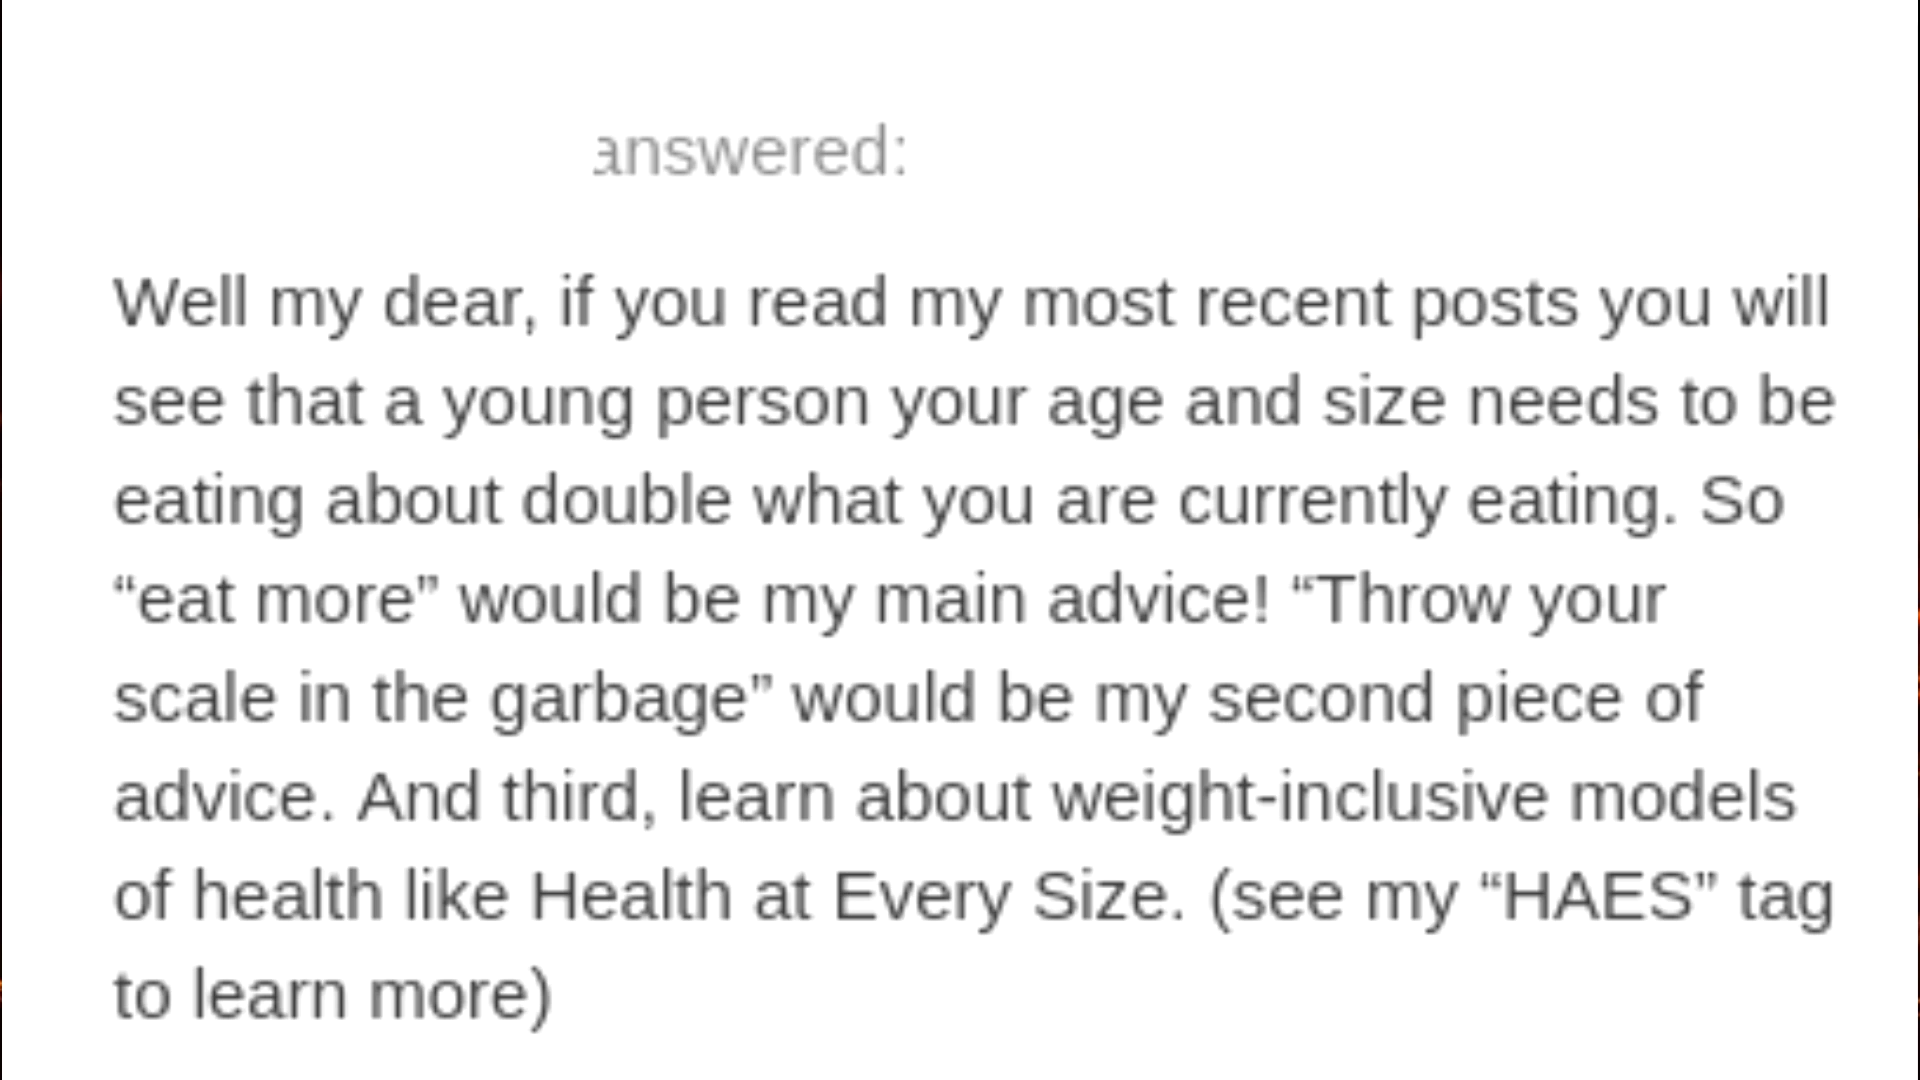 answered:
Well my dear, if you read my most recent posts you will
see that a young person your age and size needs to be
eating about double what you are currently eating. So
“eat more” would be my main advice! “Throw your
scale in the garbage” would be my second piece of
advice. And third, learn about weight-inclusive models
of health like Health at Every Size. (see my “HAES” tag
to learn more)